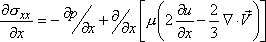 ∂σxx/∂x = −∂p/∂x + ∂/∂x [ μ ( 2 ∂u/∂x − 2/3 ∇ · V⃗ ) ]